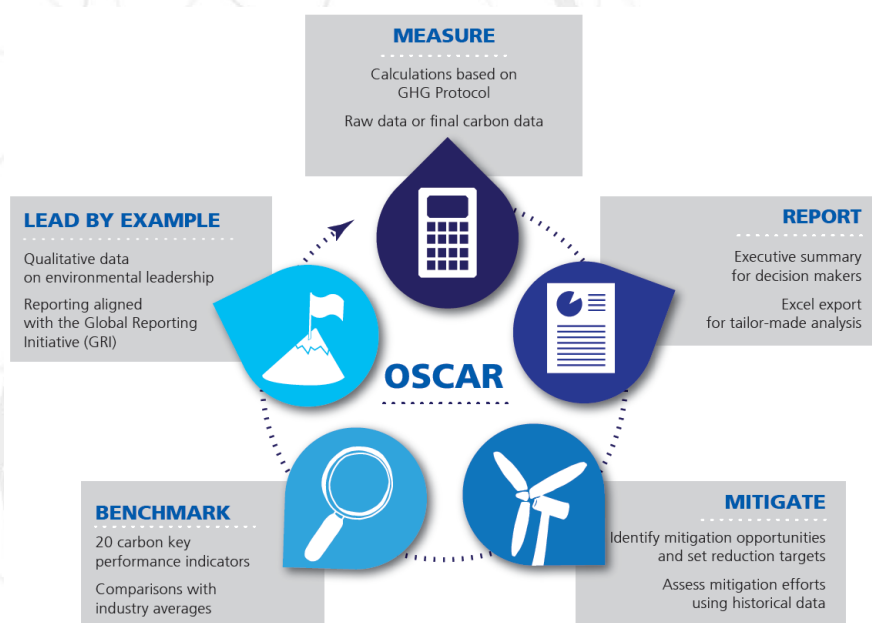 MEASURE
Calculations based on
GHG Protocol
Raw data or final carbon data
LEAD BY EXAMPLE
Qualitative data
on environmental leadership
Reporting aligned
with the Global Reporting
Initiative (GRI)
REPORT
Executive summary
for decision makers
Excel export
for tailor-made analysis
OSCAR
BENCHMARK
20 carbon key
performance indicators
Comparisons with
industry averages
MITIGATE
Identify mitigation opportunities
and set reduction targets
Assess mitigation efforts
using historical data